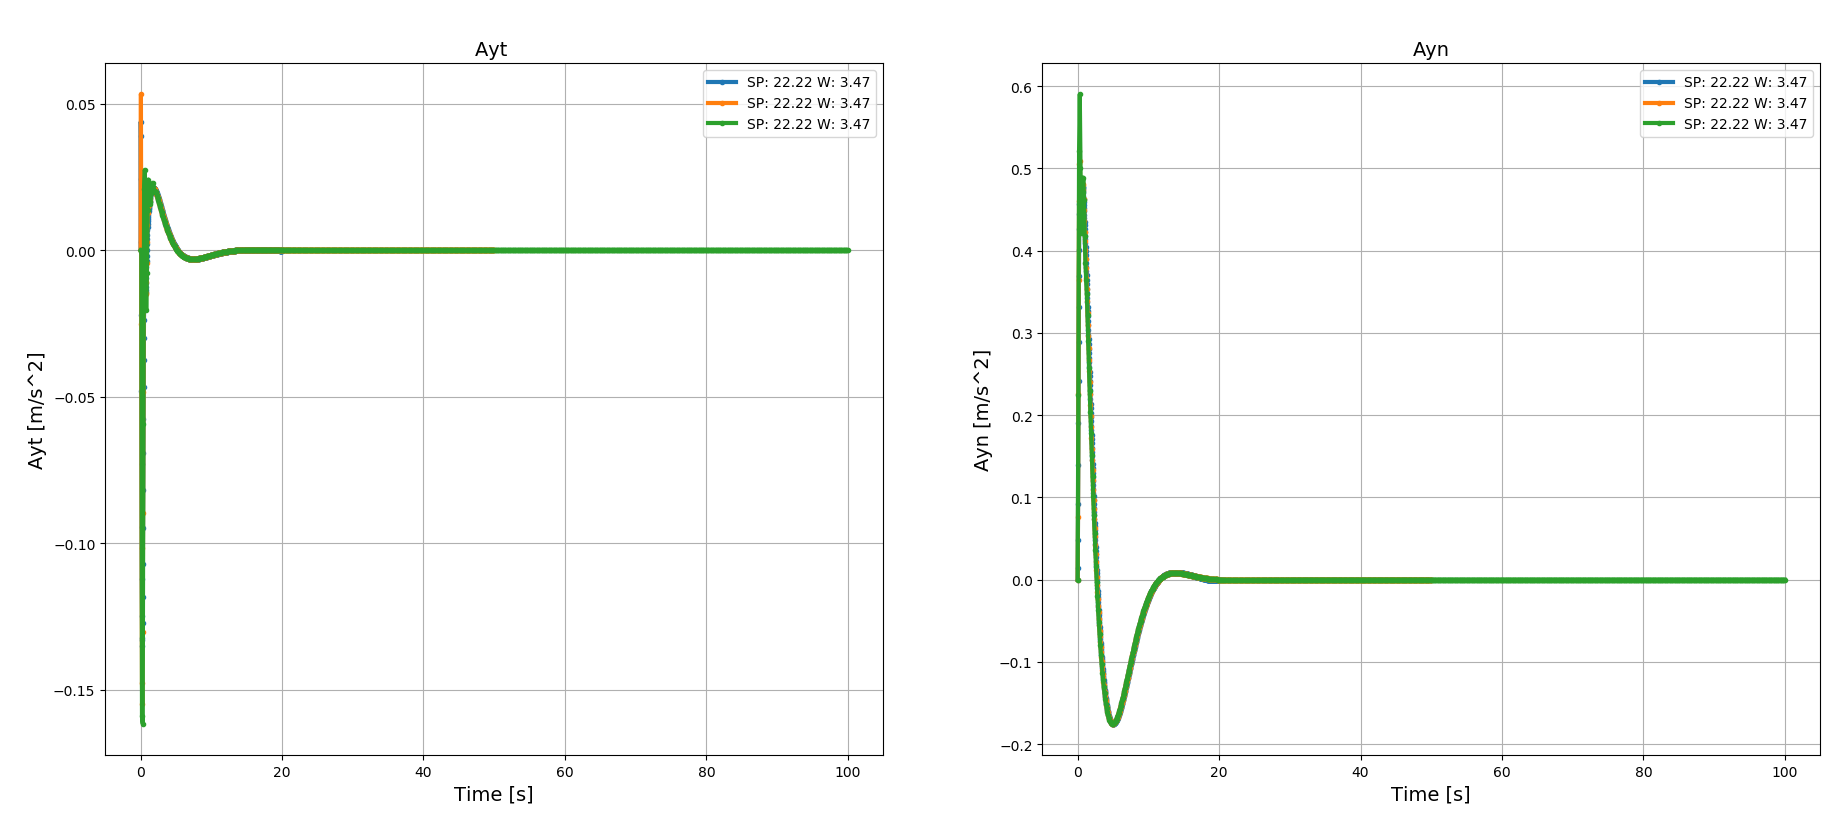 Ayt
SP: 22.22 W: 3.47
SP: 22.22 W: 3.47
SP: 22.22 W: 3.47
0.05
0.00
−0.05
−0.10
−0.15
Ayt [m/s^2]
0 20 40 60 80 100
Time [s]
Ayn
SP: 22.22 W: 3.47
SP: 22.22 W: 3.47
SP: 22.22 W: 3.47
0.6
0.5
0.4
0.3
0.2
0.1
0.0
−0.1
−0.2
Ayn [m/s^2]
0 20 40 60 80 100
Time [s]